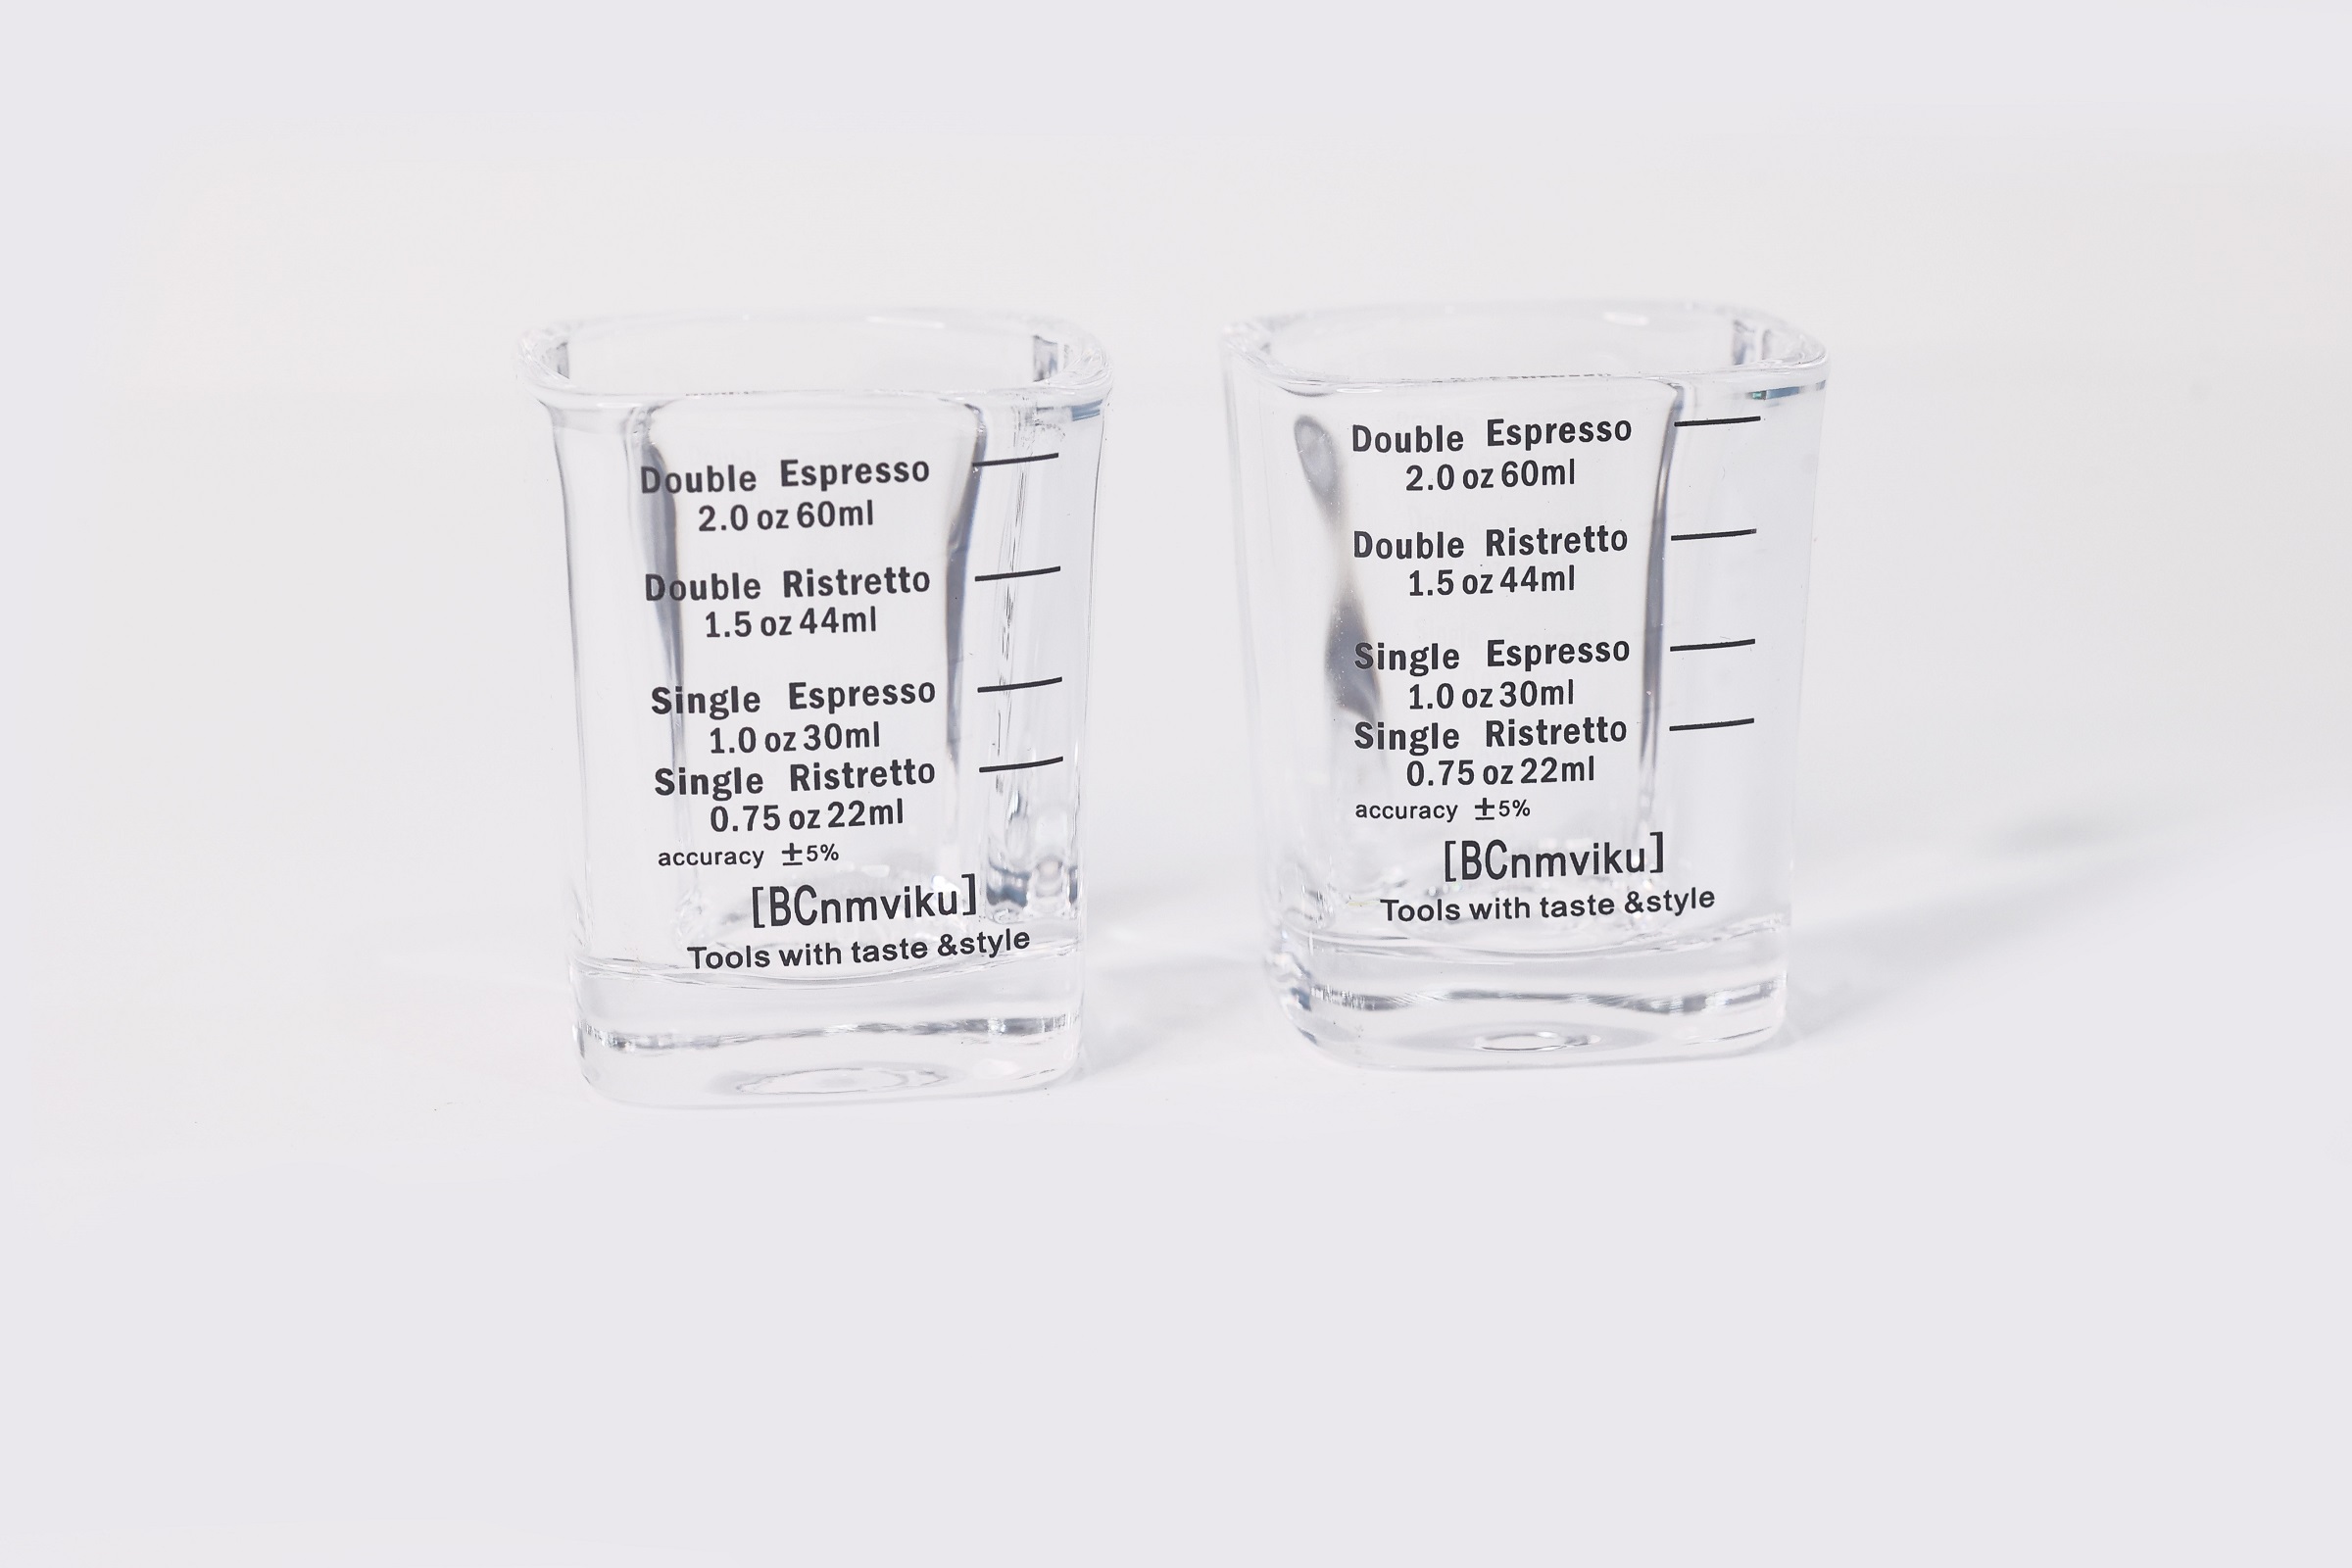 Double Espresso
2.0 oz 60ml
Double Ristretto
1.5 oz 44ml
Single Espresso
1.0 oz 30ml
Single Ristretto
0.75 oz 22ml
accuracy ±5%
[BCnmviku]
Tools with taste &style
Double Espresso
2.0 oz 60ml
Double Ristretto
1.5 oz 44ml
Single Espresso
1.0 oz 30ml
Single Ristretto
0.75 oz 22ml
accuracy ±5%
[BCnmviku]
Tools with taste &style